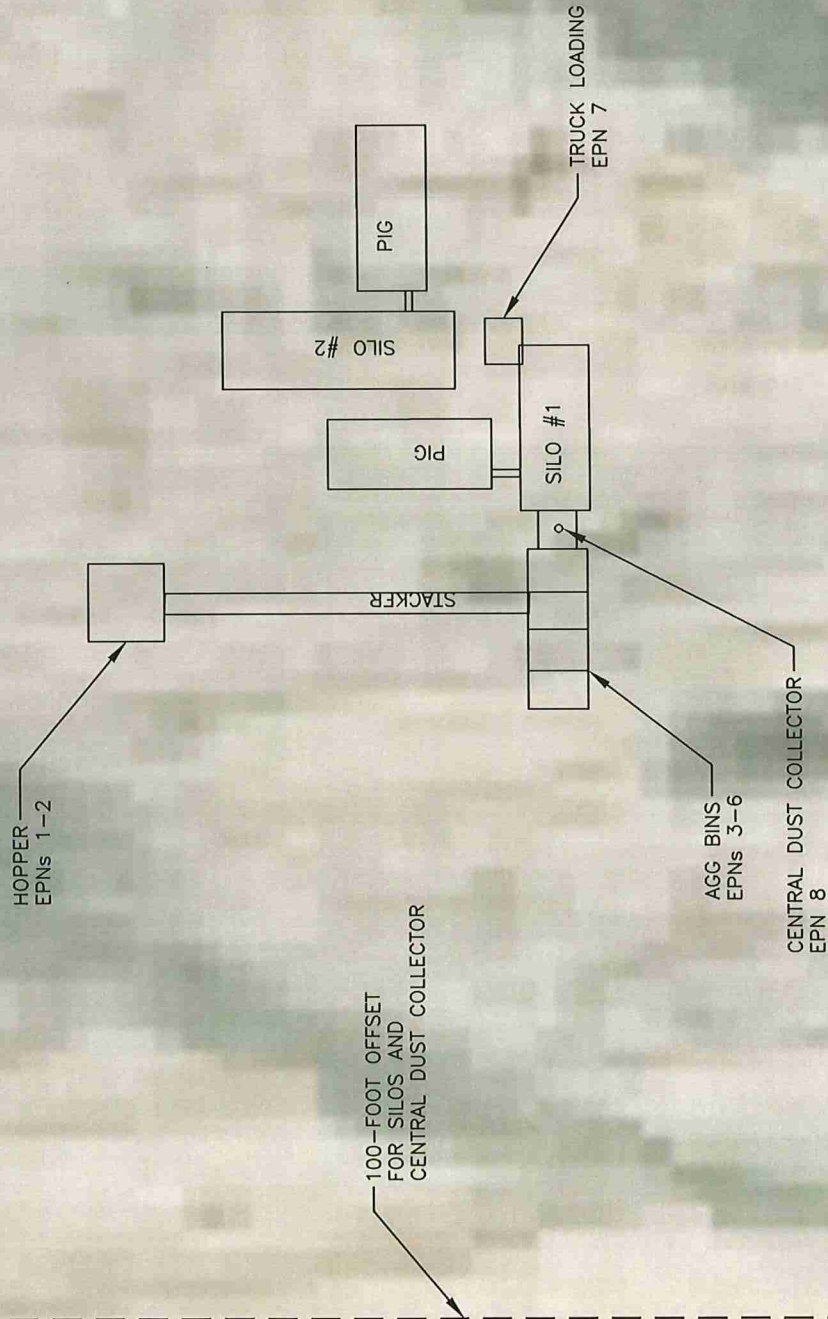 HOPPER
EPNs 1-2
100-FOOT OFFSET
FOR SILOS AND
CENTRAL DUST COLLECTOR
STACKER
PIG
SILO #2
PIG
SILO #1
TRUCK LOADING
EPN 7
AGG BINS
EPNs 3-6
CENTRAL DUST COLLECTOR
EPN 8